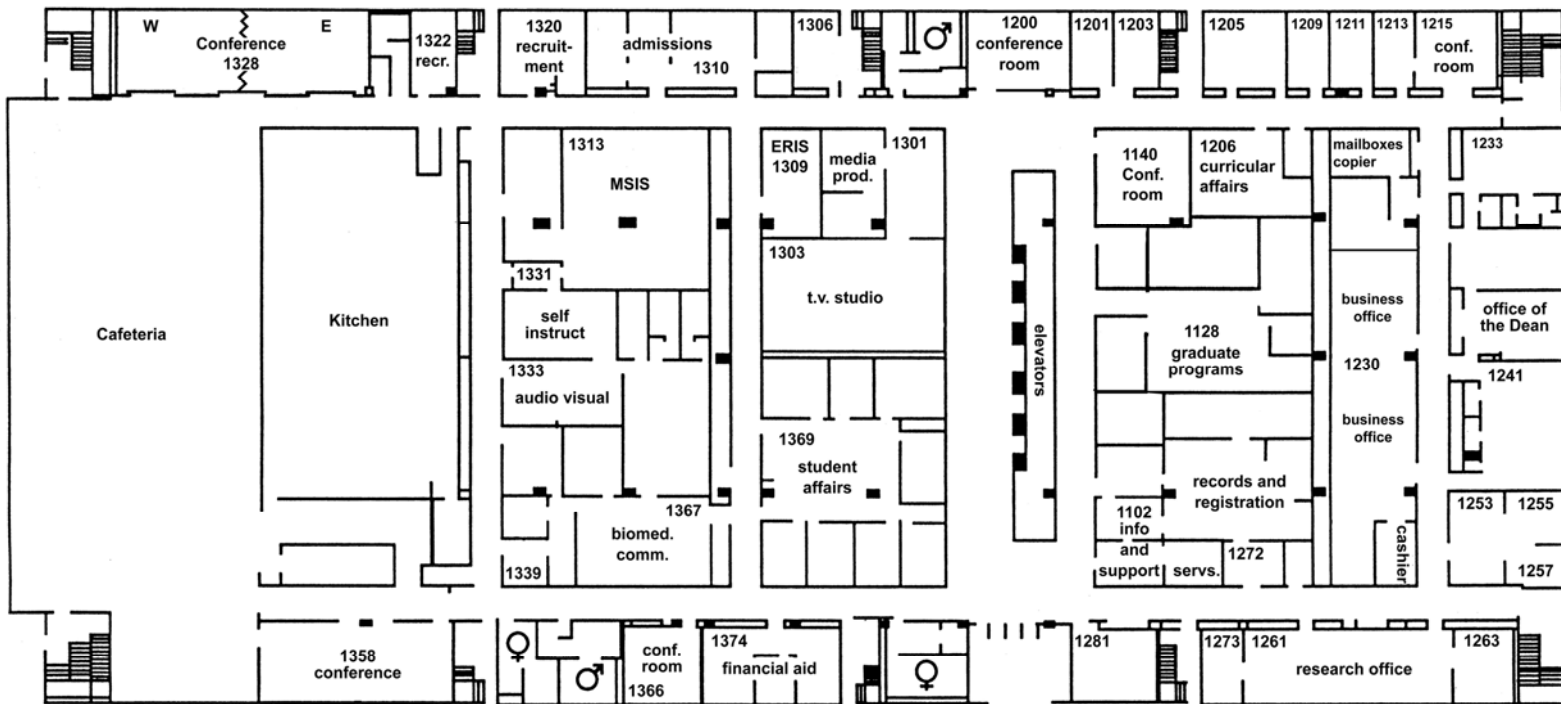 W
E
Conference
1328
1322
recr.
1320
recruit-
ment
admissions
1310
1306
1200
conference
room
1201
1203
1205
1209
1211
1213
1215
conf.
room
1313
MSIS
ERIS
1309
media
prod.
1301
1140
Conf.
room
1206
curricular
affairs
mailboxes
copier
1233
1331
self
instruct
1303
t.v. studio
Cafeteria
Kitchen
elevators
1128
graduate
programs
business
office
1230
business
office
office of
the Dean
1241
1333
audio visual
1369
student
affairs
records and
registration
1367
biomed.
comm.
1339
1102
info
and
support
servs.
1272
cashier
1253
1255
1257
1358
conference
conf.
room
1366
1374
financial aid
1281
1273
1261
research office
1263